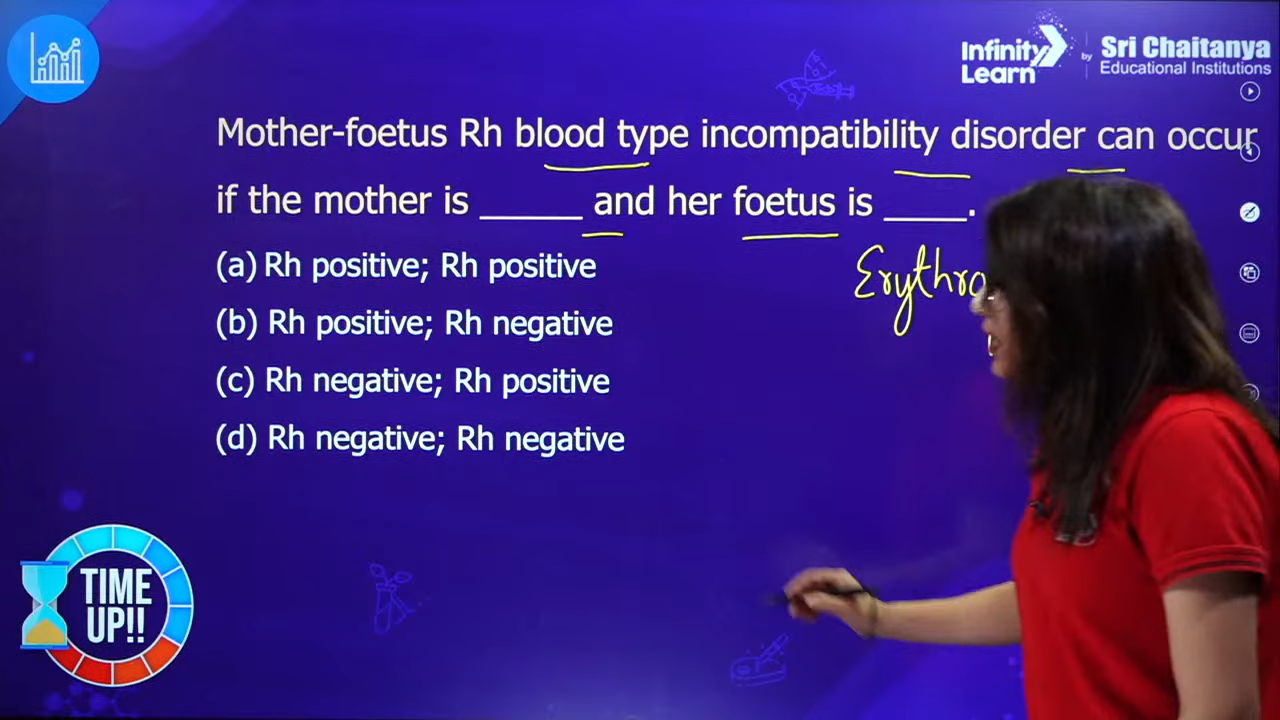 Infinity
Learn
by
Sri Chaitanya
Educational Institutions
Mother-foetus Rh blood type incompatibility disorder can occur
if the mother is ______ and her foetus is _____.
(a) Rh positive; Rh positive
(b) Rh positive; Rh negative
(c) Rh negative; Rh positive
(d) Rh negative; Rh negative
Erythro
TIME
UP!!